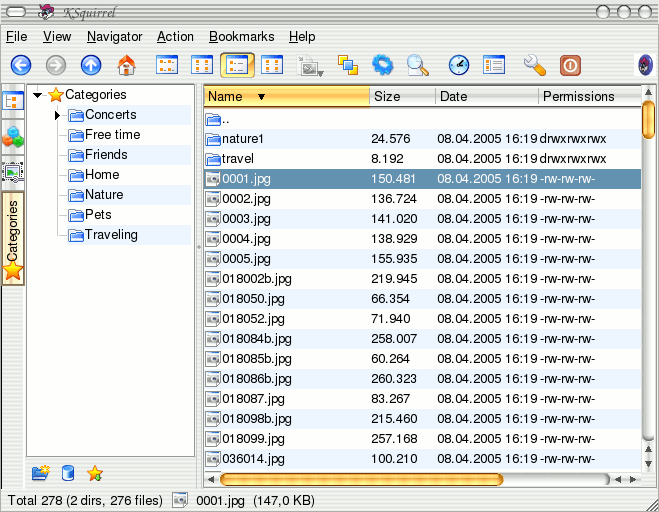 KSquirrel
File View Navigator Action Bookmarks Help
Categories
Categories
Concerts
Free time
Friends
Home
Nature
Pets
Traveling
Name Size Date Permissions
..
nature1 24.576 08.04.2005 16:19 drwxrwxrwx
travel 8.192 08.04.2005 16:19 drwxrwxrwx
0001.jpg 150.481 08.04.2005 16:19 -rw-rw-rw-
0002.jpg 136.724 08.04.2005 16:19 -rw-rw-rw-
0003.jpg 141.020 08.04.2005 16:19 -rw-rw-rw-
0004.jpg 138.929 08.04.2005 16:19 -rw-rw-rw-
0005.jpg 155.935 08.04.2005 16:19 -rw-rw-rw-
018002b.jpg 219.945 08.04.2005 16:19 -rw-rw-rw-
018050.jpg 66.354 08.04.2005 16:19 -rw-rw-rw-
018052.jpg 71.940 08.04.2005 16:19 -rw-rw-rw-
018084b.jpg 258.007 08.04.2005 16:19 -rw-rw-rw-
018085b.jpg 60.264 08.04.2005 16:19 -rw-rw-rw-
018086b.jpg 260.323 08.04.2005 16:19 -rw-rw-rw-
018087.jpg 83.267 08.04.2005 16:19 -rw-rw-rw-
018098b.jpg 215.460 08.04.2005 16:19 -rw-rw-rw-
018099.jpg 257.168 08.04.2005 16:19 -rw-rw-rw-
036014.jpg 100.210 08.04.2005 16:19 -rw-rw-rw-
Total 278 (2 dirs, 276 files) 0001.jpg (147,0 KB)